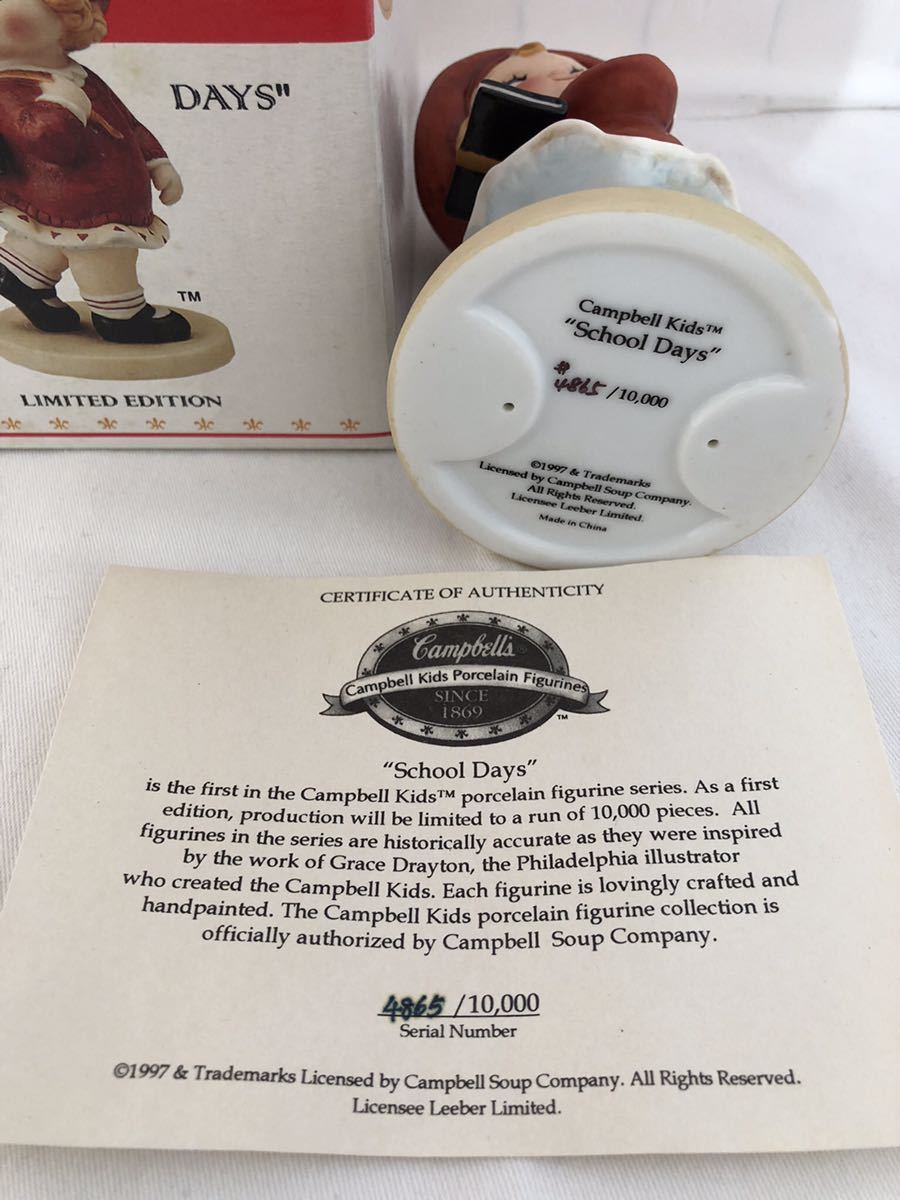 DAYS"
TM
LIMITED EDITION
Campbell Kids™
"School Days"
# 4865 /10,000
©1997 & Trademarks
Licensed by Campbell Soup Company.
All Rights Reserved.
Licensee Leeber Limited.
Made in China
CERTIFICATE OF AUTHENTICITY
Campbell's®
Campbell Kids Porcelain Figurines
SINCE
1869
TM
"School Days"
is the first in the Campbell Kids™ porcelain figurine series. As a first
edition, production will be limited to a run of 10,000 pieces. All
figurines in the series are historically accurate as they were inspired
by the work of Grace Drayton, the Philadelphia illustrator
who created the Campbell Kids. Each figurine is lovingly crafted and
handpainted. The Campbell Kids porcelain figurine collection is
officially authorized by Campbell Soup Company.
4865 /10,000
Serial Number
©1997 & Trademarks Licensed by Campbell Soup Company. All Rights Reserved.
Licensee Leeber Limited.